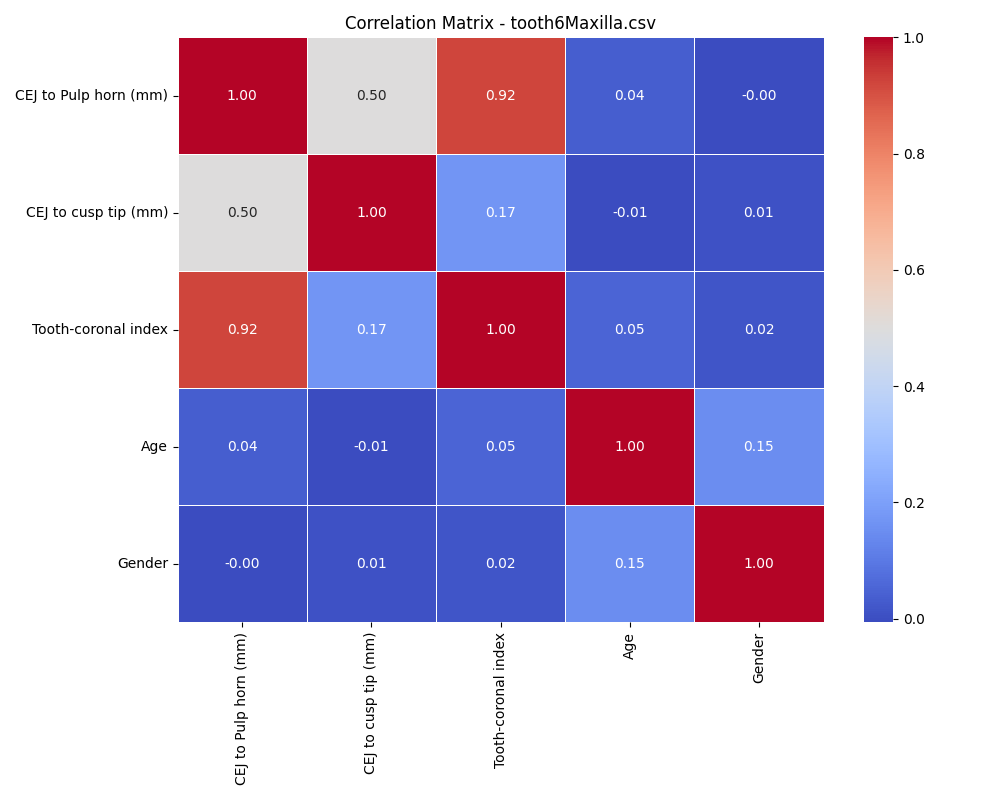 Correlation Matrix - tooth6Maxilla.csv
CEJ to Pulp horn (mm) 1.00 0.50 0.92 0.04 -0.00
CEJ to cusp tip (mm) 0.50 1.00 0.17 -0.01 0.01
Tooth-coronal index 0.92 0.17 1.00 0.05 0.02
Age 0.04 -0.01 0.05 1.00 0.15
Gender -0.00 0.01 0.02 0.15 1.00
CEJ to Pulp horn (mm)
CEJ to cusp tip (mm)
Tooth-coronal index
Age
Gender
1.0
0.8
0.6
0.4
0.2
0.0